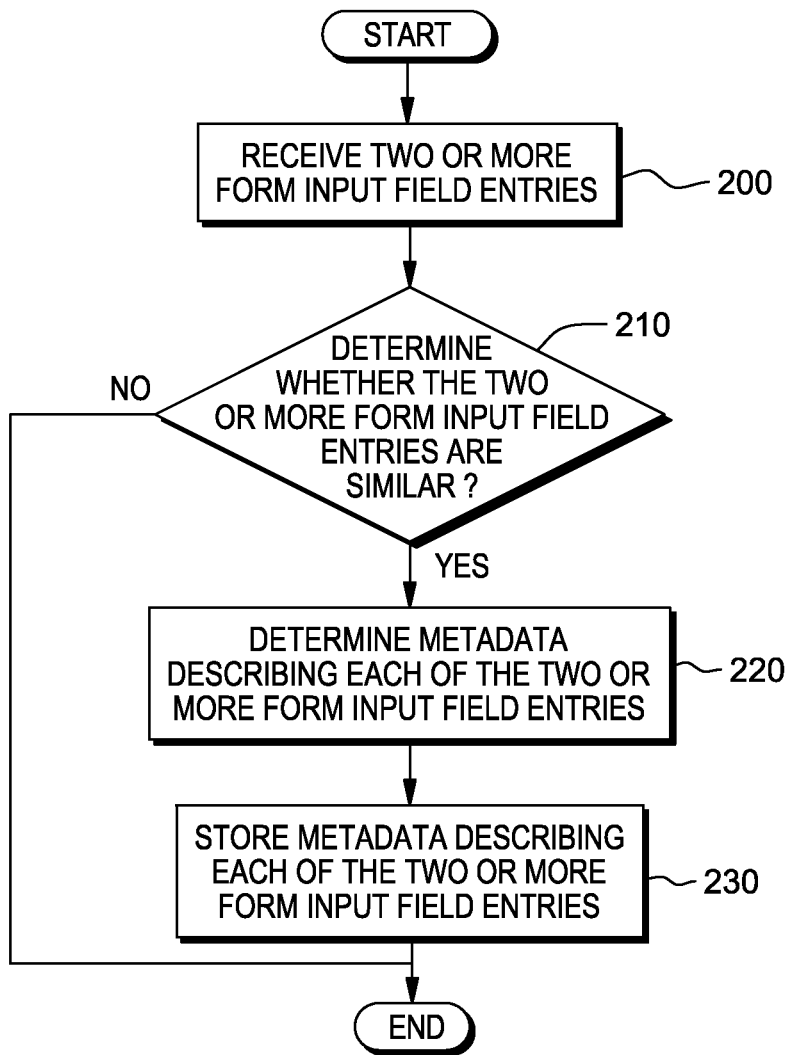 START
RECEIVE TWO OR MORE
FORM INPUT FIELD ENTRIES
200
210
DETERMINE
WHETHER THE TWO
OR MORE FORM INPUT FIELD
ENTRIES ARE
SIMILAR ?
NO
YES
DETERMINE METADATA
DESCRIBING EACH OF THE TWO OR
MORE FORM INPUT FIELD ENTRIES
220
STORE METADATA DESCRIBING
EACH OF THE TWO OR MORE
FORM INPUT FIELD ENTRIES
230
END